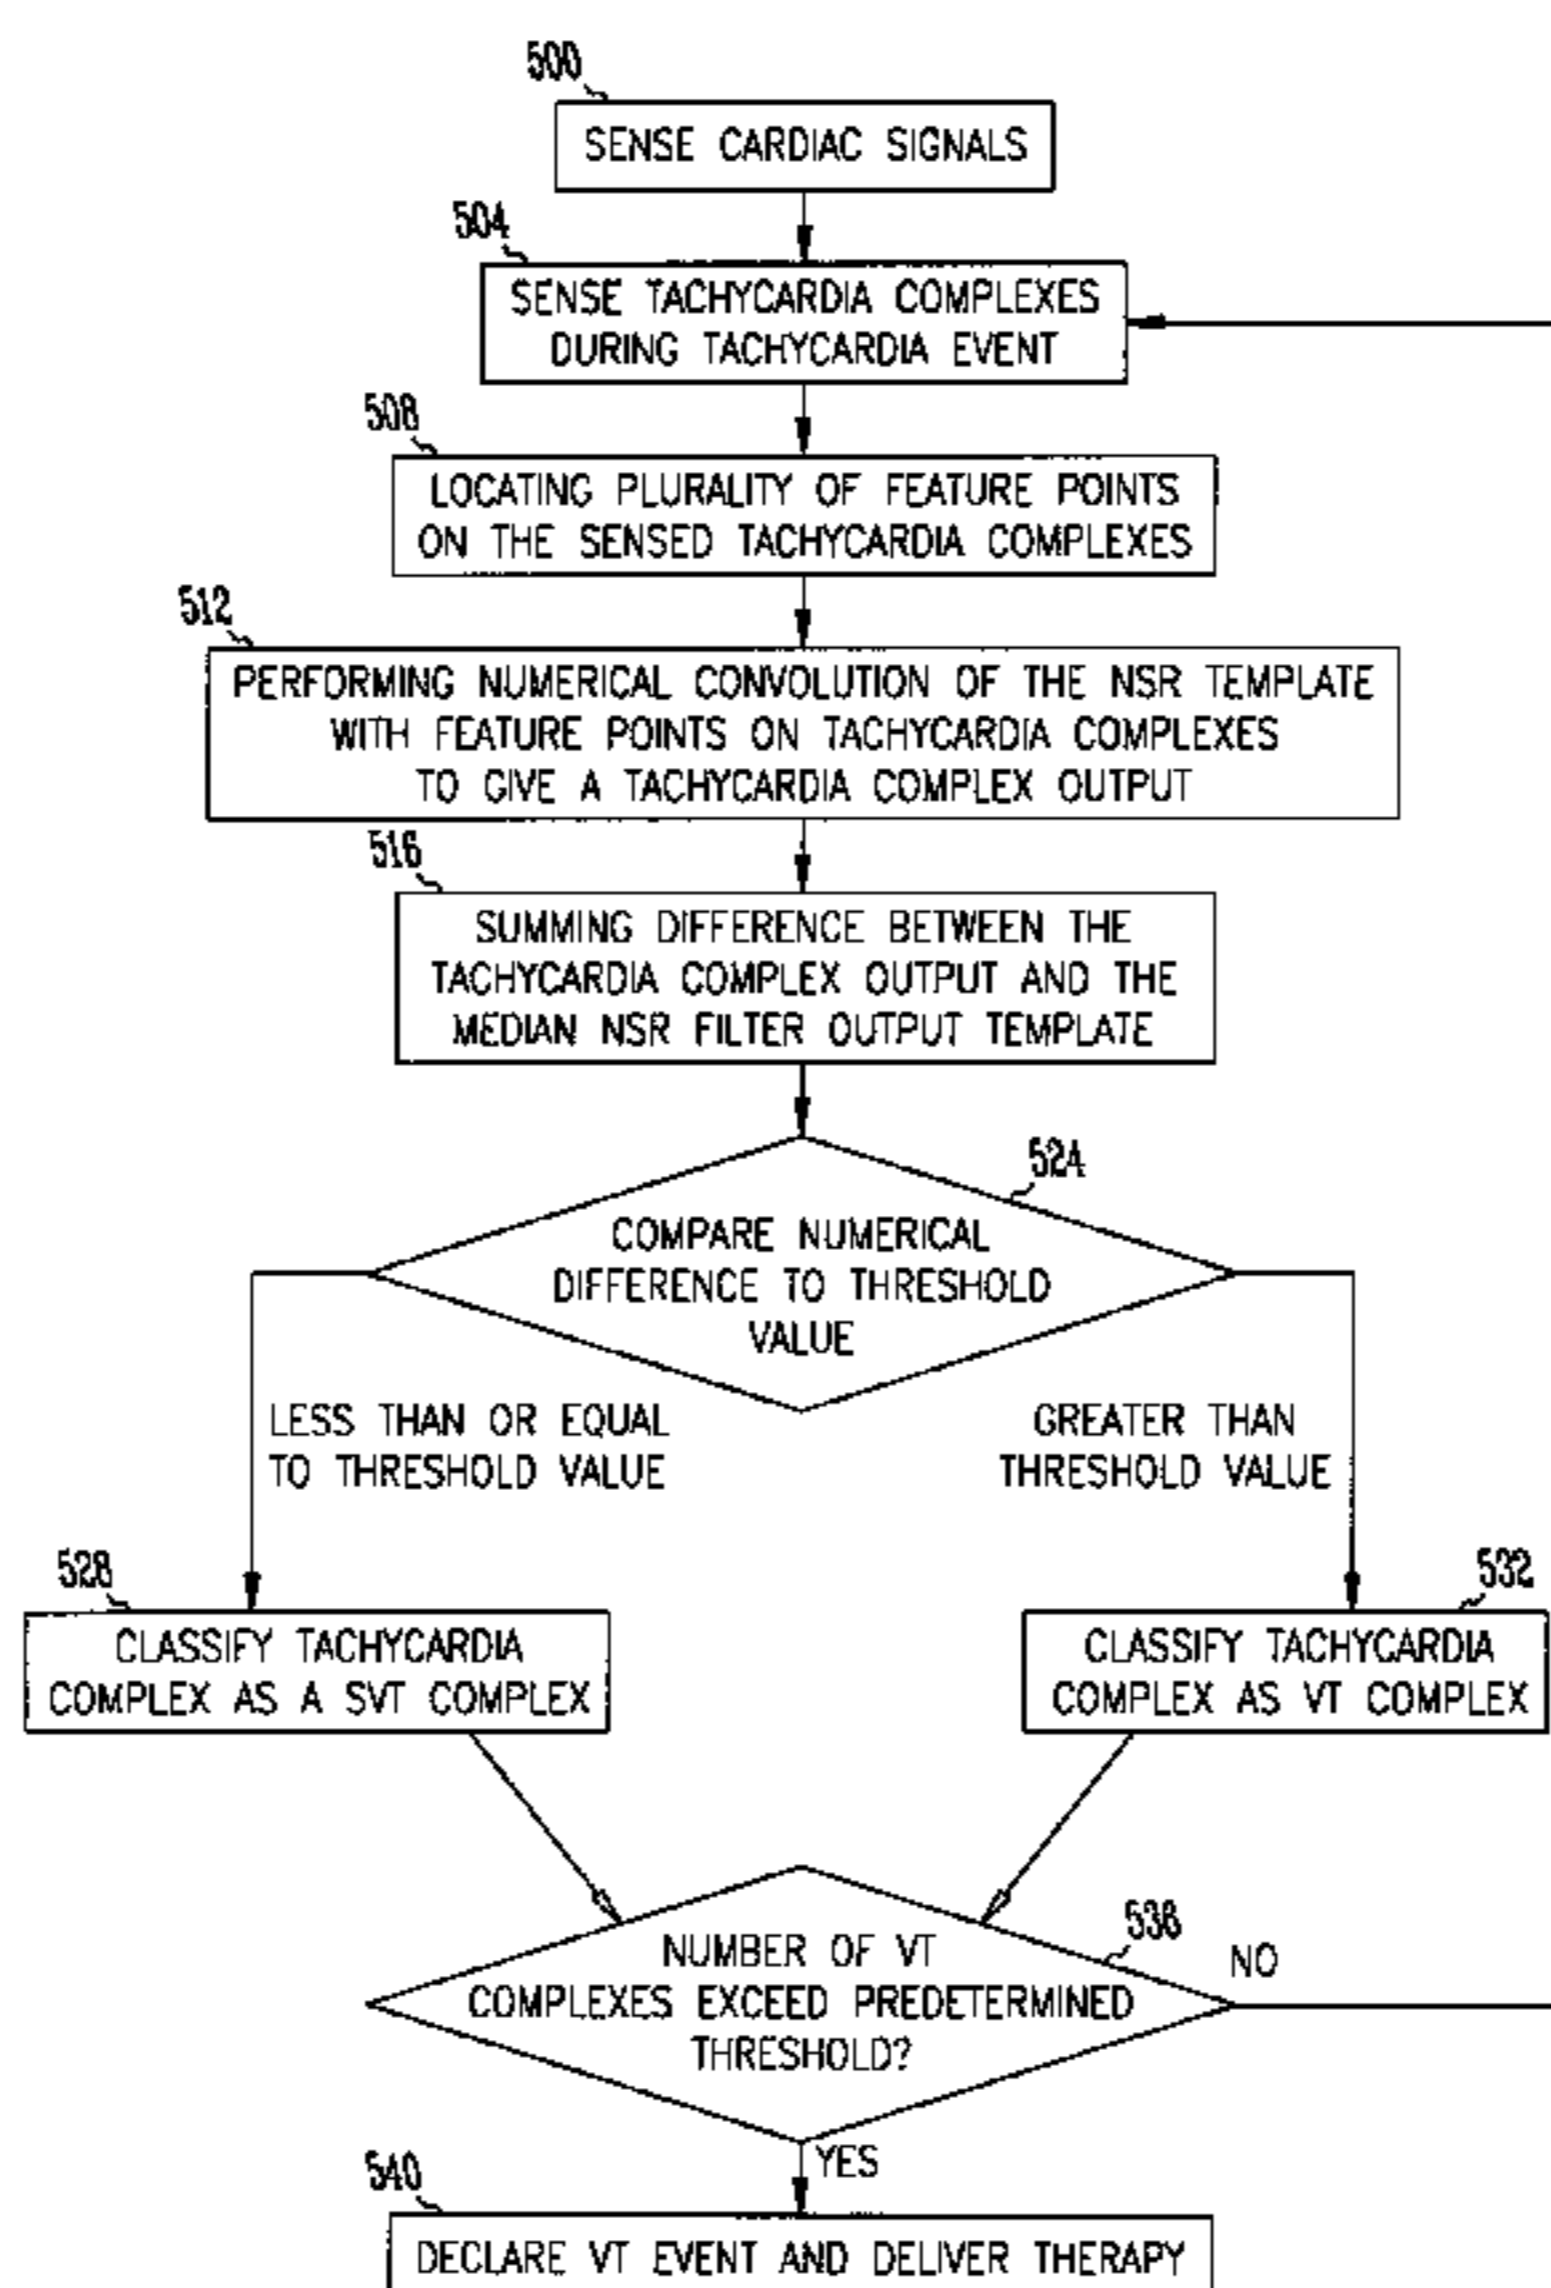 500
SENSE CARDIAC SIGNALS
504
SENSE TACHYCARDIA COMPLEXES
DURING TACHYCARDIA EVENT
508
LOCATING PLURALITY OF FEATURE POINTS
ON THE SENSED TACHYCARDIA COMPLEXES
512
PERFORMING NUMERICAL CONVOLUTION OF THE NSR TEMPLATE
WITH FEATURE POINTS ON TACHYCARDIA COMPLEXES
TO GIVE A TACHYCARDIA COMPLEX OUTPUT
516
SUMMING DIFFERENCE BETWEEN THE
TACHYCARDIA COMPLEX OUTPUT AND THE
MEDIAN NSR FILTER OUTPUT TEMPLATE
524
COMPARE NUMERICAL
DIFFERENCE TO THRESHOLD
VALUE
LESS THAN OR EQUAL
TO THRESHOLD VALUE
GREATER THAN
THRESHOLD VALUE
528
CLASSIFY TACHYCARDIA
COMPLEX AS A SVT COMPLEX
532
CLASSIFY TACHYCARDIA
COMPLEX AS VT COMPLEX
536
NUMBER OF VT
COMPLEXES EXCEED PREDETERMINED
THRESHOLD?
NO
YES
540
DECLARE VT EVENT AND DELIVER THERAPY